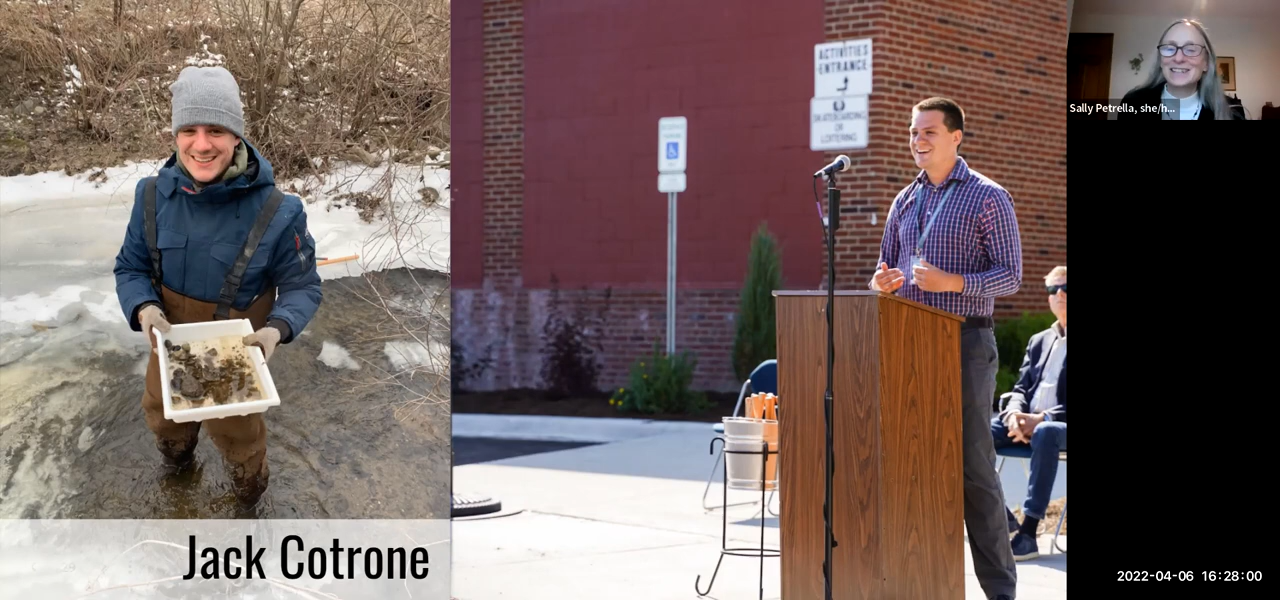 ACTIVITIES
ENTRANCE
SKATEBOARDING
OR
LOITERING
Sally Petrella, she/h...
Jack Cotrone
2022-04-06 16:28:00